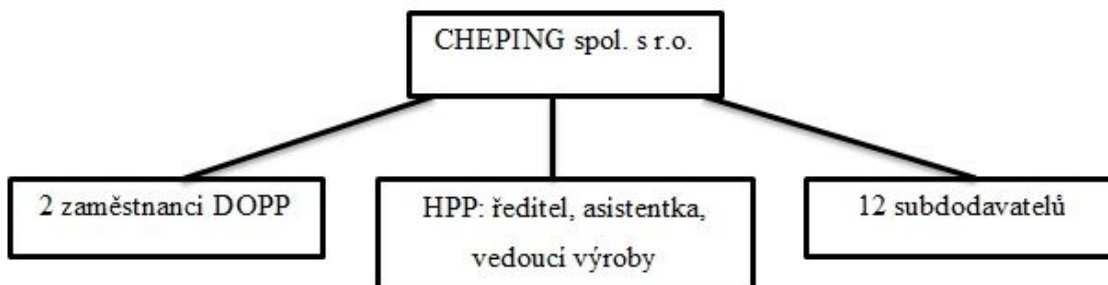 CHEPING spol. s r.o.
2 zaměstnanci DOPP
HPP: ředitel, asistentka,
vedoucí výroby
12 subdodavatelů